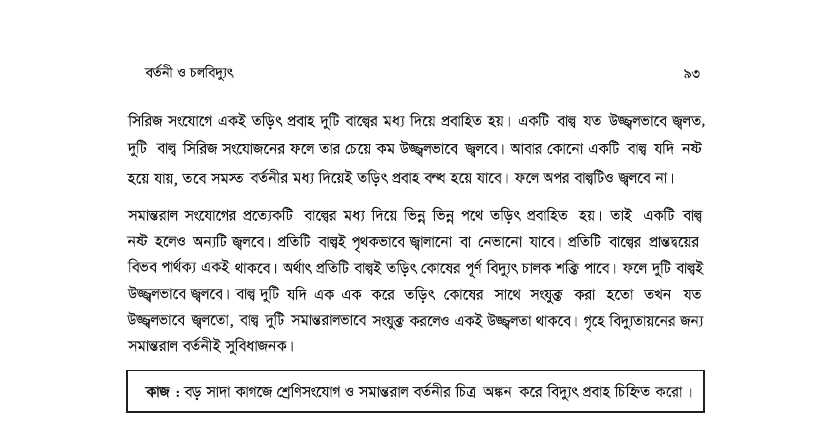 বর্তনী ও চলবিদ্যুৎ ৯৩
সিরিজ সংযোগে একই তড়িৎ প্রবাহ দুটি বাল্বের মধ্য দিয়ে প্রবাহিত হয়। একটি বাল্ব যত উজ্জ্বলভাবে জ্বলত,
দুটি বাল্ব সিরিজ সংযোজনের ফলে তার চেয়ে কম উজ্জ্বলভাবে জ্বলবে। আবার কোনো একটি বাল্ব যদি নষ্ট
হয়ে যায়, তবে সমস্ত বর্তনীর মধ্য দিয়েই তড়িৎ প্রবাহ বন্ধ হয়ে যাবে। ফলে অপর বাল্বটিও জ্বলবে না।
সমান্তরাল সংযোগের প্রত্যেকটি বাল্বের মধ্য দিয়ে ভিন্ন ভিন্ন পথে তড়িৎ প্রবাহিত হয়। তাই একটি বাল্ব
নষ্ট হলেও অন্যটি জ্বলবে। প্রতিটি বাল্বই পৃথকভাবে জ্বালানো বা নেভানো যাবে। প্রতিটি বাল্বের প্রান্তদ্বয়ের
বিভব পার্থক্য একই থাকবে। অর্থাৎ প্রতিটি বাল্বই তড়িৎ কোষের পূর্ণ বিদ্যুৎ চালক শক্তি পাবে। ফলে দুটি বাল্বই
উজ্জ্বলভাবে জ্বলবে। বাল্ব দুটি যদি এক এক করে তড়িৎ কোষের সাথে সংযুক্ত করা হতো তখন যত
উজ্জ্বলভাবে জ্বলতো, বাল্ব দুটি সমান্তরালভাবে সংযুক্ত করলেও একই উজ্জ্বলতা থাকবে। গৃহে বিদ্যুতায়নের জন্য
সমান্তরাল বর্তনীই সুবিধাজনক।
কাজ : বড় সাদা কাগজে শ্রেণিসংযোগ ও সমান্তরাল বর্তনীর চিত্র অঙ্কন করে বিদ্যুৎ প্রবাহ চিহ্নিত করো।